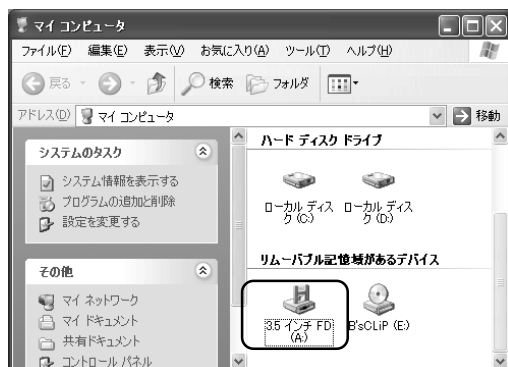 マイ コンピュータ
ファイル(F) 編集(E) 表示(V) お気に入り(A) ツール(T) ヘルプ(H)
戻る 検索 フォルダ
アドレス(D) マイ コンピュータ 移動
システムのタスク
システム情報を表示する
プログラムの追加と削除
設定を変更する
その他
マイ ネットワーク
マイ ドキュメント
共有ドキュメント
コントロール パネル
ハード ディスク ドライブ
ローカル ディス
ク (C:)
ローカル ディス
ク (D:)
リムーバブル記憶域があるデバイス
3.5 インチ FD
(A:)
B'sCLiP (E:)